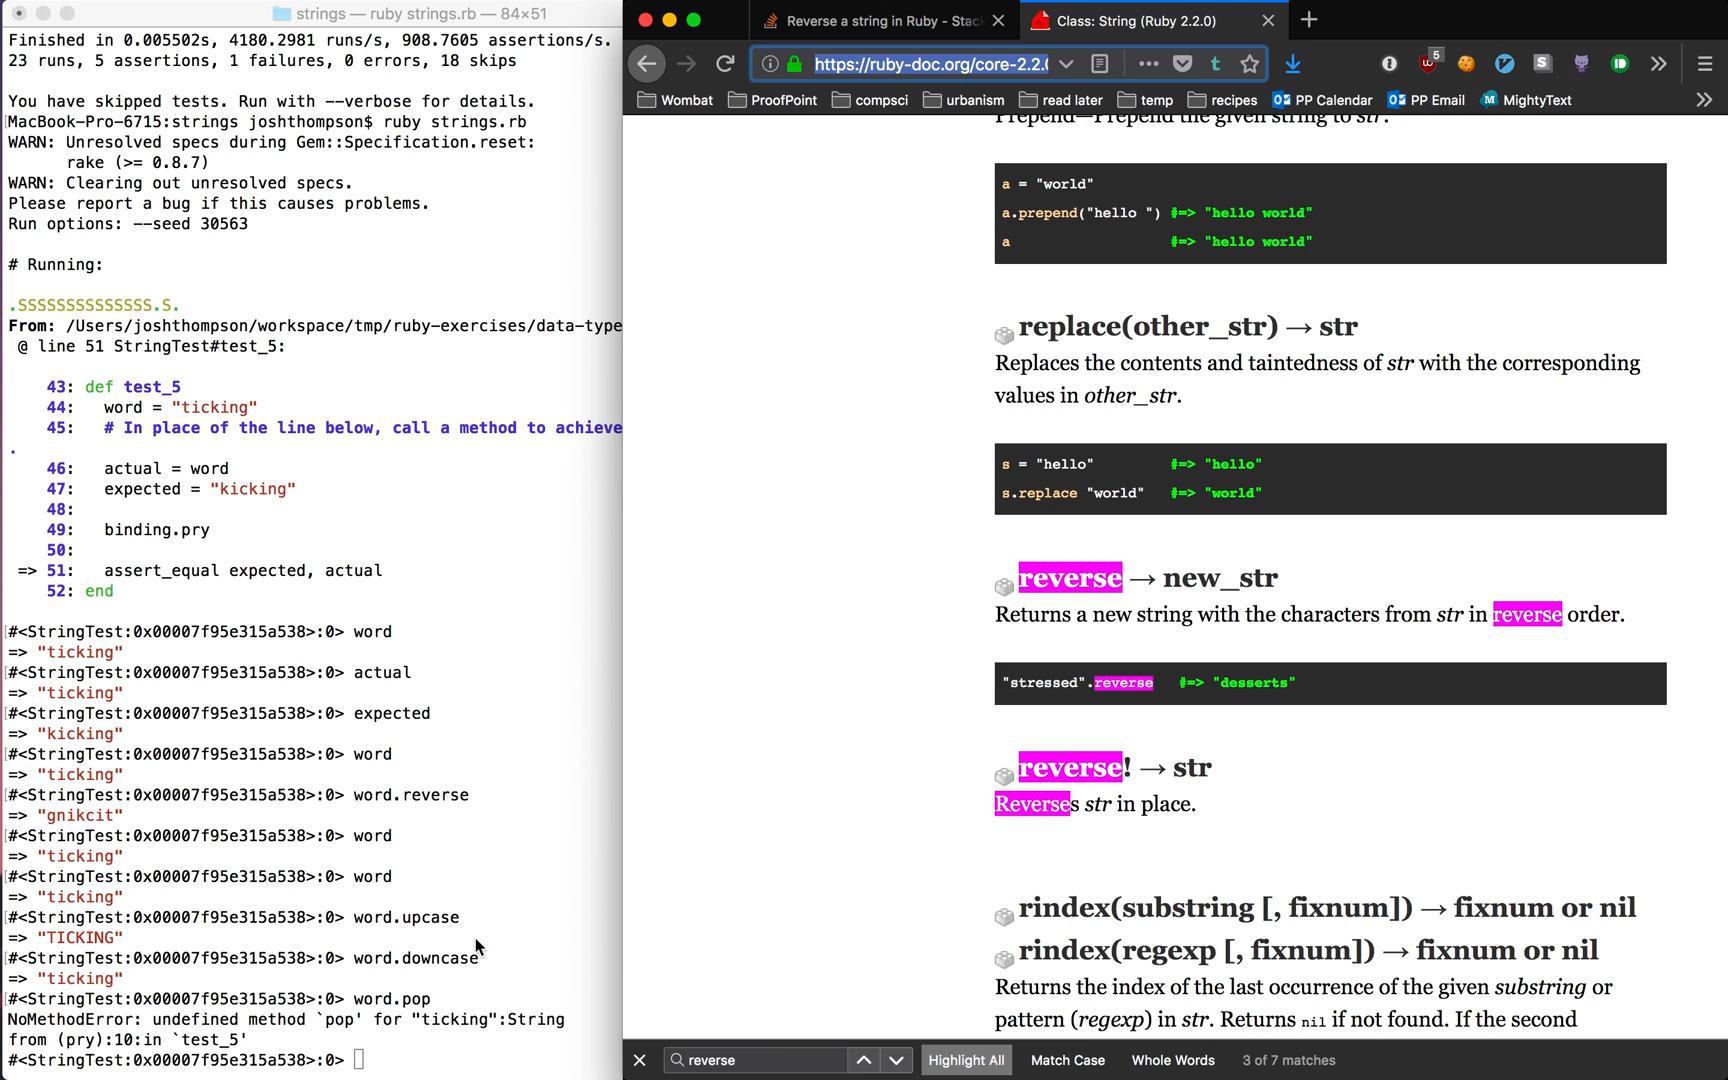 strings — ruby strings.rb — 84×51
Finished in 0.005502s, 4180.2981 runs/s, 908.7605 assertions/s.
23 runs, 5 assertions, 1 failures, 0 errors, 18 skips
You have skipped tests. Run with --verbose for details.
MacBook-Pro-6715:strings joshthompson$ ruby strings.rb
WARN: Unresolved specs during Gem::Specification.reset:
rake (>= 0.8.7)
WARN: Clearing out unresolved specs.
Please report a bug if this causes problems.
Run options: --seed 30563
# Running:
.SSSSSSSSSSSSSS.S.
From: /Users/joshthompson/workspace/tmp/ruby-exercises/data-type
@ line 51 StringTest#test_5:
43: def test_5
44:   word = "ticking"
45:   # In place of the line below, call a method to achieve
.
46:   actual = word
47:   expected = "kicking"
48:
49:   binding.pry
50:
=> 51:   assert_equal expected, actual
52: end
[#<StringTest:0x00007f95e315a538>:0> word
=> "ticking"
[#<StringTest:0x00007f95e315a538>:0> actual
=> "ticking"
[#<StringTest:0x00007f95e315a538>:0> expected
=> "kicking"
[#<StringTest:0x00007f95e315a538>:0> word
=> "ticking"
[#<StringTest:0x00007f95e315a538>:0> word.reverse
=> "gnikcit"
[#<StringTest:0x00007f95e315a538>:0> word
=> "ticking"
[#<StringTest:0x00007f95e315a538>:0> word
=> "ticking"
[#<StringTest:0x00007f95e315a538>:0> word.upcase
=> "TICKING"
[#<StringTest:0x00007f95e315a538>:0> word.downcase
=> "ticking"
[#<StringTest:0x00007f95e315a538>:0> word.pop
NoMethodError: undefined method `pop' for "ticking":String
from (pry):10:in `test_5'
#<StringTest:0x00007f95e315a538>:0>
Reverse a string in Ruby - Stac
Class: String (Ruby 2.2.0)
https://ruby-doc.org/core-2.2.(
5
Wombat ProofPoint compsci urbanism read later temp recipes PP Calendar PP Email MightyText
Prepend—Prepend the given string to str.
a = "world"
a.prepend("hello ") #=> "hello world"
a #=> "hello world"
replace(other_str) → str
Replaces the contents and taintedness of str with the corresponding
values in other_str.
s = "hello" #=> "hello"
s.replace "world" #=> "world"
reverse → new_str
Returns a new string with the characters from str in reverse order.
"stressed".reverse #=> "desserts"
reverse! → str
Reverses str in place.
rindex(substring [, fixnum]) → fixnum or nil
rindex(regexp [, fixnum]) → fixnum or nil
Returns the index of the last occurrence of the given substring or
pattern (regexp) in str. Returns nil if not found. If the second
reverse Highlight All Match Case Whole Words 3 of 7 matches